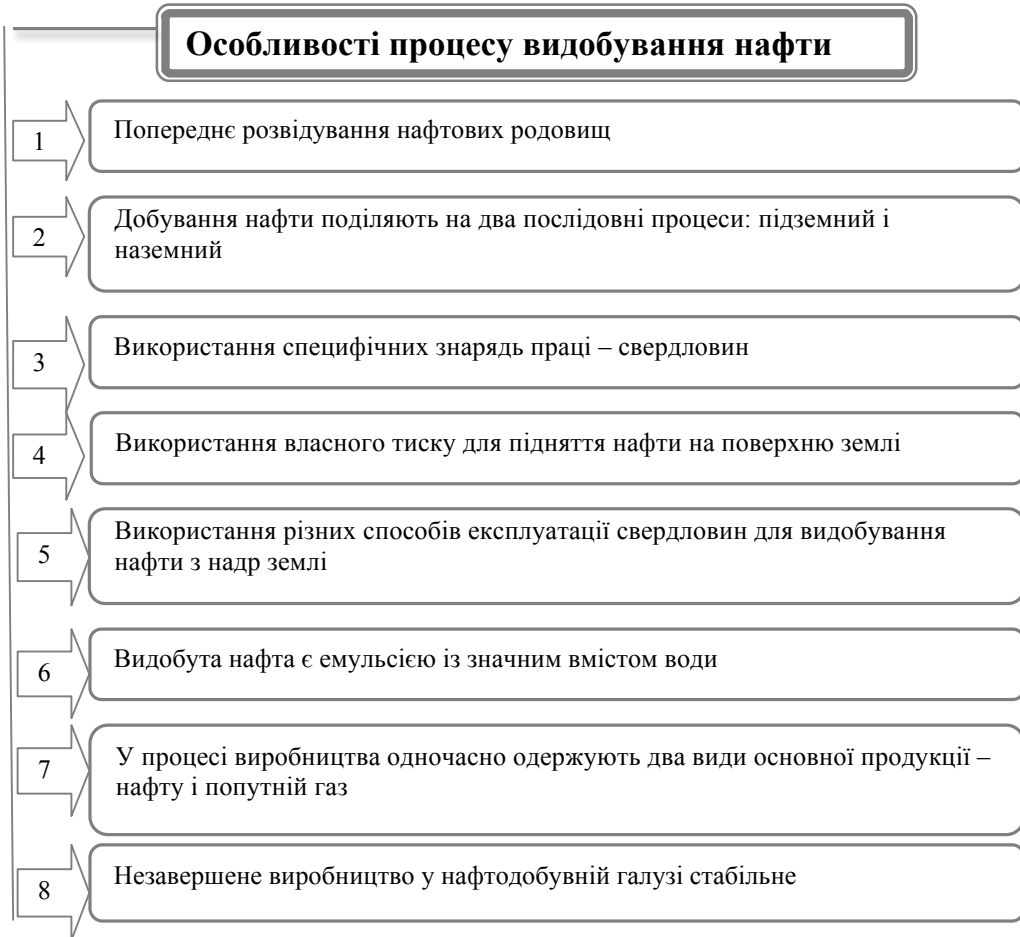 Особливості процесу видобування нафти
1
Попереднє розвідування нафтових родовищ
2
Добування нафти поділяють на два послідовні процеси: підземний і
наземний
3
Використання специфічних знарядь праці – свердловин
4
Використання власного тиску для підняття нафти на поверхню землі
5
Використання різних способів експлуатації свердловин для видобування
нафти з надр землі
6
Видобута нафта є емульсією із значним вмістом води
7
У процесі виробництва одночасно одержують два види основної продукції –
нафту і попутній газ
8
Незавершене виробництво у нафтодобувній галузі стабільне